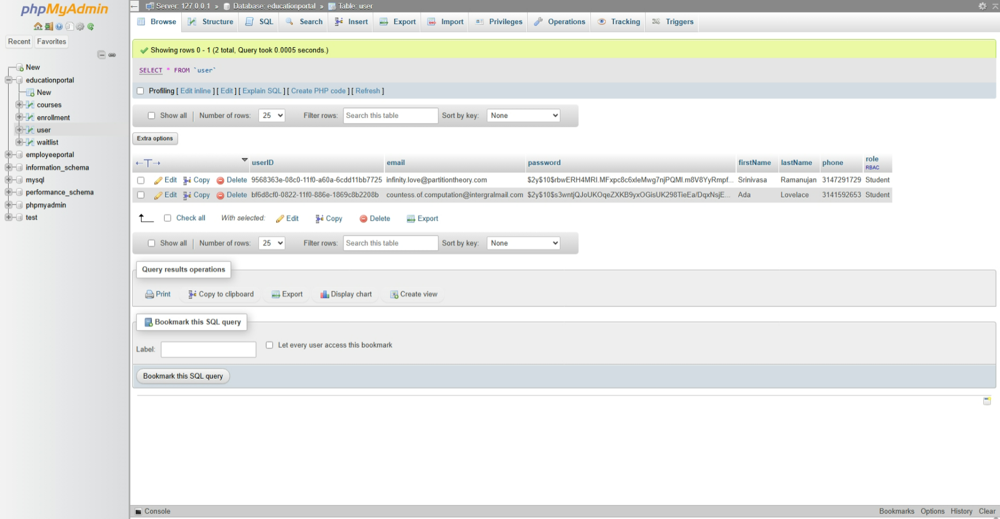 phpMyAdmin
Recent Favorites
New
educationportal
New
courses
enrollment
user
waitlist
employeeportal
information_schema
mysql
performance_schema
phpmyadmin
test
Server: 127.0.0.1 » Database: educationportal » Table: user
Browse Structure SQL Search Insert Export Import Privileges Operations Tracking Triggers
Showing rows 0 - 1 (2 total, Query took 0.0005 seconds.)
SELECT * FROM `user`
Profiling [ Edit inline ] [ Edit ] [ Explain SQL ] [ Create PHP code ] [ Refresh ]
Show all Number of rows: 25 Filter rows: Search this table Sort by key: None
Extra options
←T→ userID email password firstName lastName phone role
RBAC
Edit Copy Delete 9568363e-08c0-11f0-a60a-6cdd11bb7725 infinity.love@partitiontheory.com $2y$10$rbwERH4MRI.MFxpc8c6xleMwg7njPQMl.m8V8YyRmpf... Srinivasa Ramanujan 3147291729 Student
Edit Copy Delete bf6d8cf0-0822-11f0-886e-1869c8b2208b countess.of.computation@intergralmail.com $2y$10$s3wntjQJoUKOqeZXKB9yxOGisUK298TieEa/DqxNsjE... Ada Lovelace 3141592653 Student
Check all With selected: Edit Copy Delete Export
Show all Number of rows: 25 Filter rows: Search this table Sort by key: None
Query results operations
Print Copy to clipboard Export Display chart Create view
Bookmark this SQL query
Label: Let every user access this bookmark
Bookmark this SQL query
Console Bookmarks Options History Clear